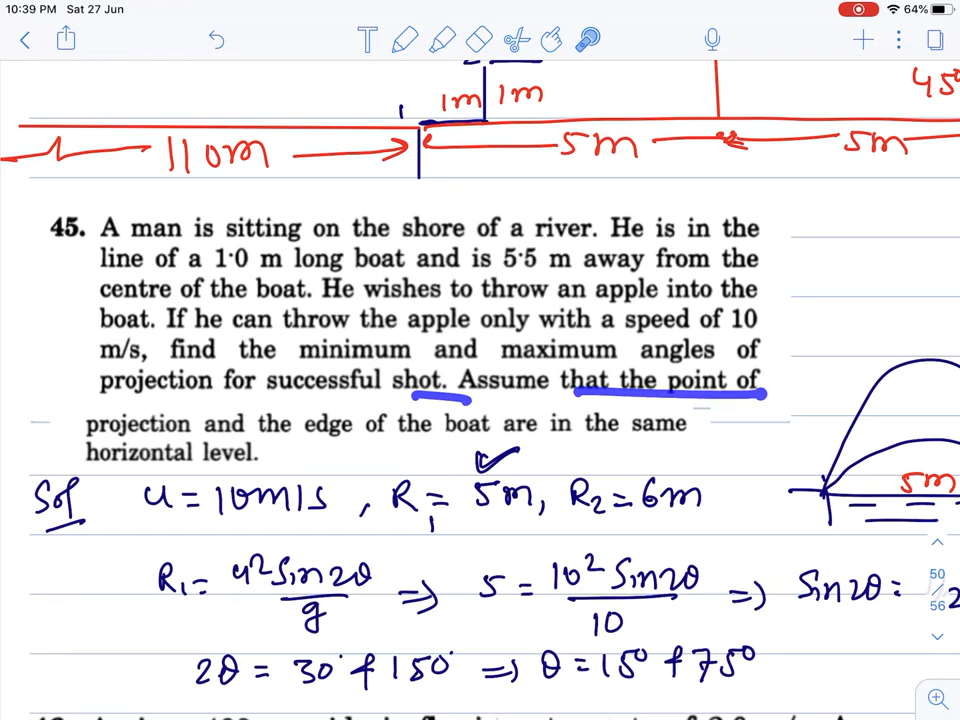 10:39 PM Sat 27 Jun
64%
T
1m 1m
45°
110m
5m
5m
45. A man is sitting on the shore of a river. He is in the
line of a 1·0 m long boat and is 5·5 m away from the
centre of the boat. He wishes to throw an apple into the
boat. If he can throw the apple only with a speed of 10
m/s, find the minimum and maximum angles of
projection for successful shot. Assume that the point of
projection and the edge of the boat are in the same
horizontal level.
5m
Sol u = 10m/s , R₁ = 5m, R₂ = 6m
R₁ = u² Sin2θ / g ⇒ 5 = 10² Sin2θ / 10 ⇒ Sin2θ =
2θ = 30° & 150° ⇒ θ = 15° & 75°
50
56